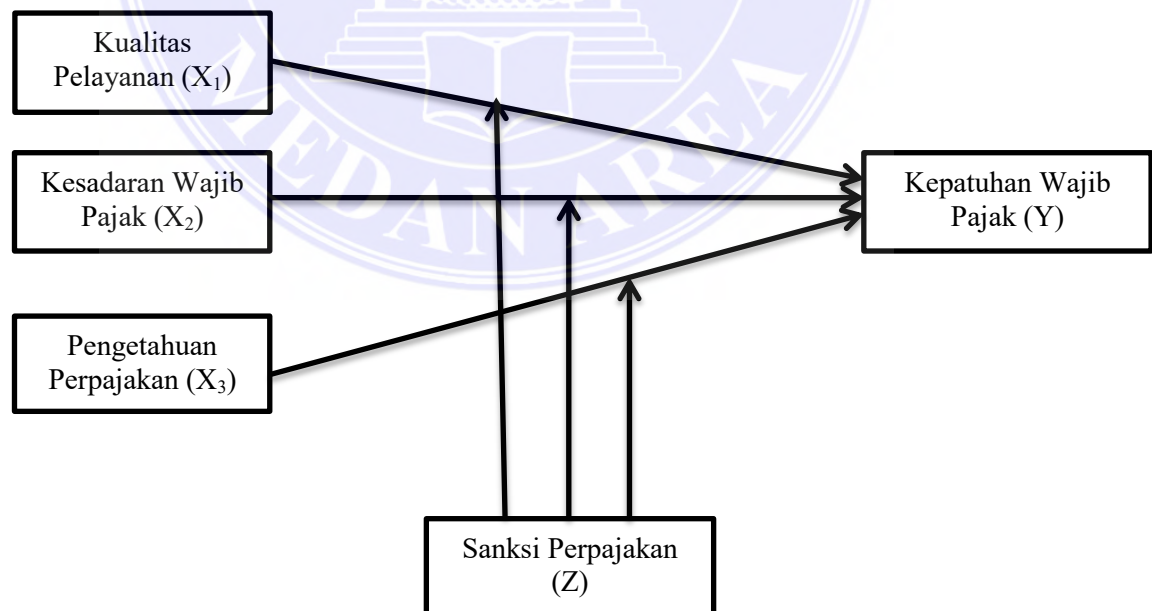 Kualitas
Pelayanan (X₁)
Kesadaran Wajib
Pajak (X₂)
Pengetahuan
Perpajakan (X₃)
Kepatuhan Wajib
Pajak (Y)
Sanksi Perpajakan
(Z)
MEDAN AREA